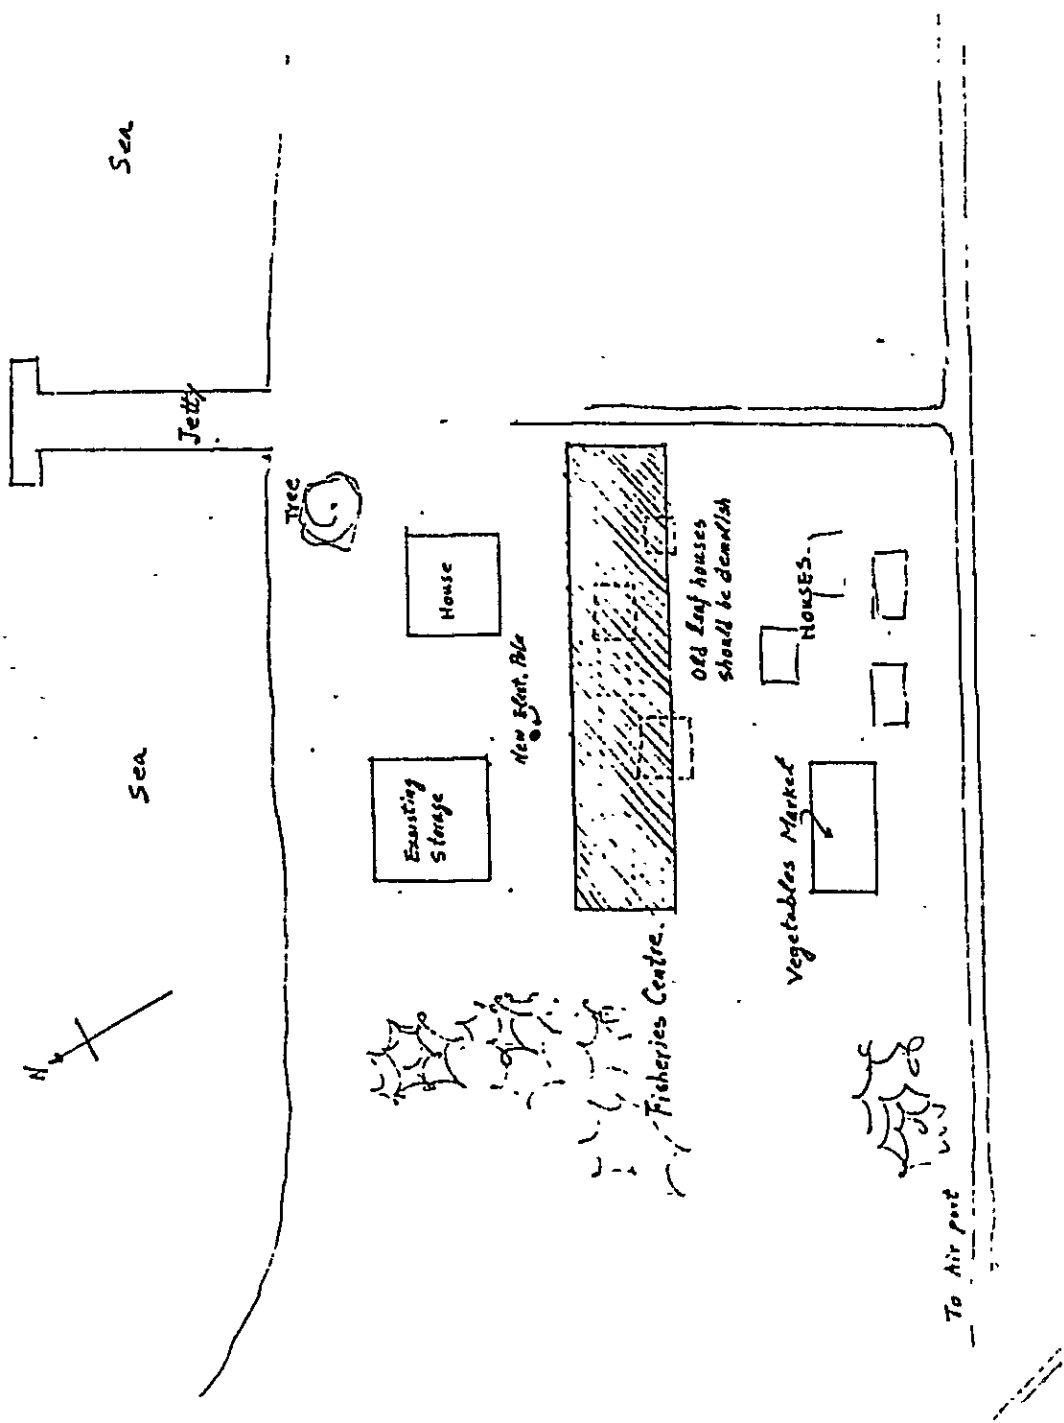 Sea
Jetty
Tree
House
New Elect. Pole
Sea
Exsisting
Storage
Old Leaf houses
should be demolish
HOUSES
Vegetables Market
Fisheries Centre.
N
To Air port